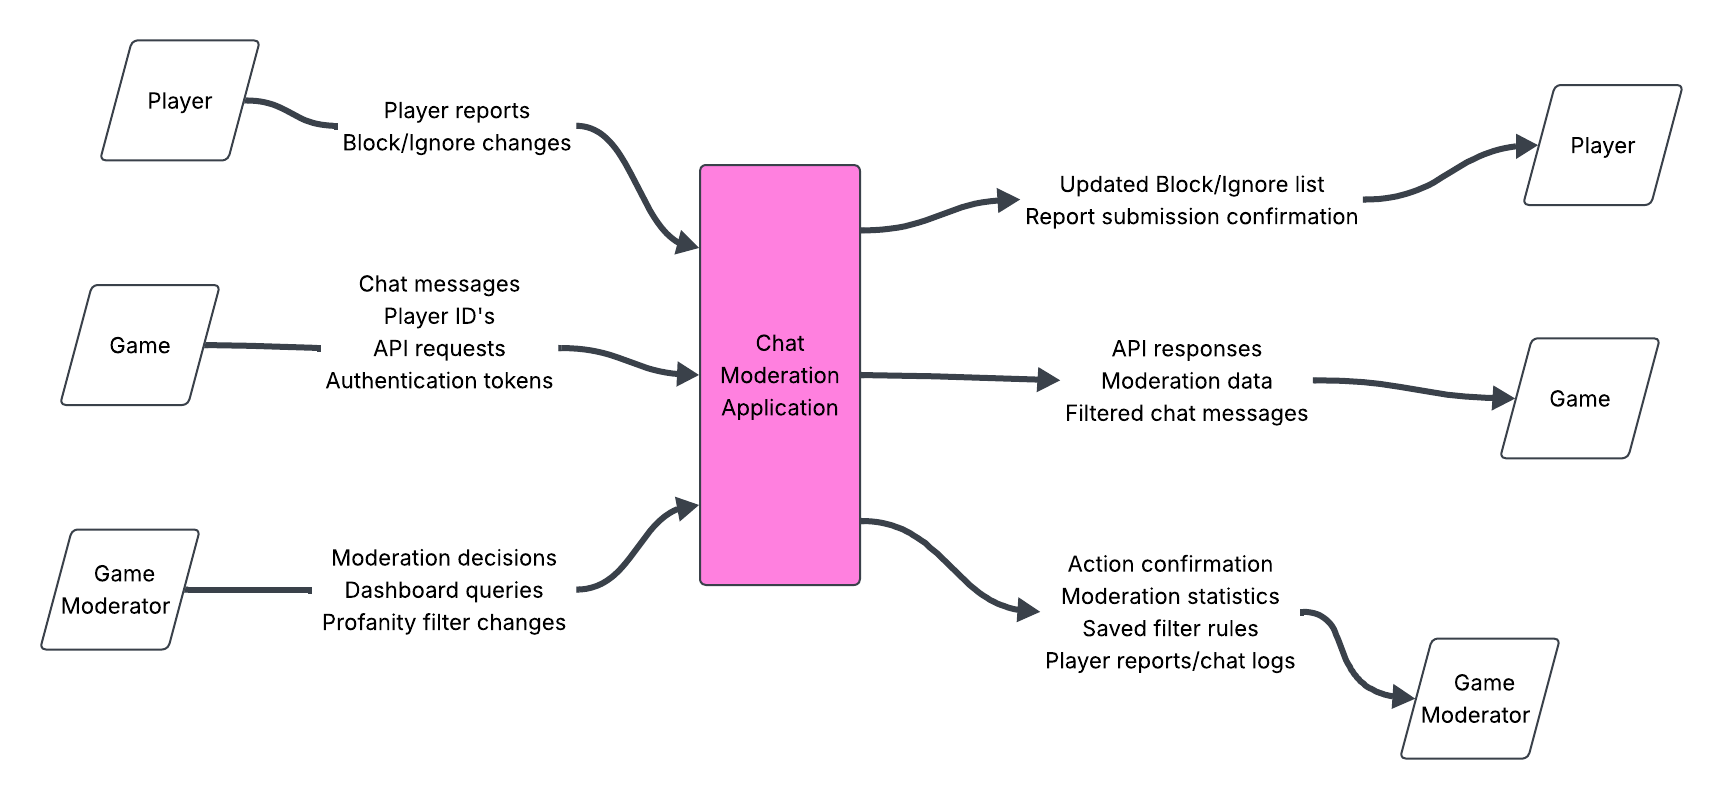 Player
Player reports
Block/Ignore changes
Game
Chat messages
Player ID's
API requests
Authentication tokens
Game
Moderator
Moderation decisions
Dashboard queries
Profanity filter changes
Chat
Moderation
Application
Updated Block/Ignore list
Report submission confirmation
Player
API responses
Moderation data
Filtered chat messages
Game
Action confirmation
Moderation statistics
Saved filter rules
Player reports/chat logs
Game
Moderator